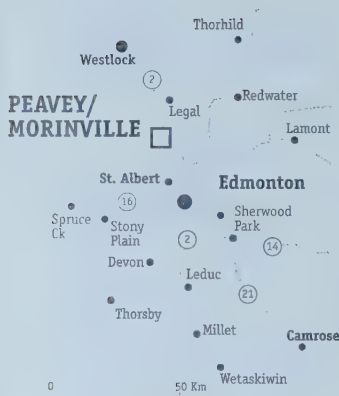 Thorhild
Westlock
2
PEAVEY/
MORINVILLE
Legal
Redwater
Lamont
St. Albert
Edmonton
16
Spruce
Ck
Stony
Plain
Sherwood
Park
2
14
Devon
Leduc
21
Thorsby
Millet
Camrose
Wetaskiwin
0
50 Km